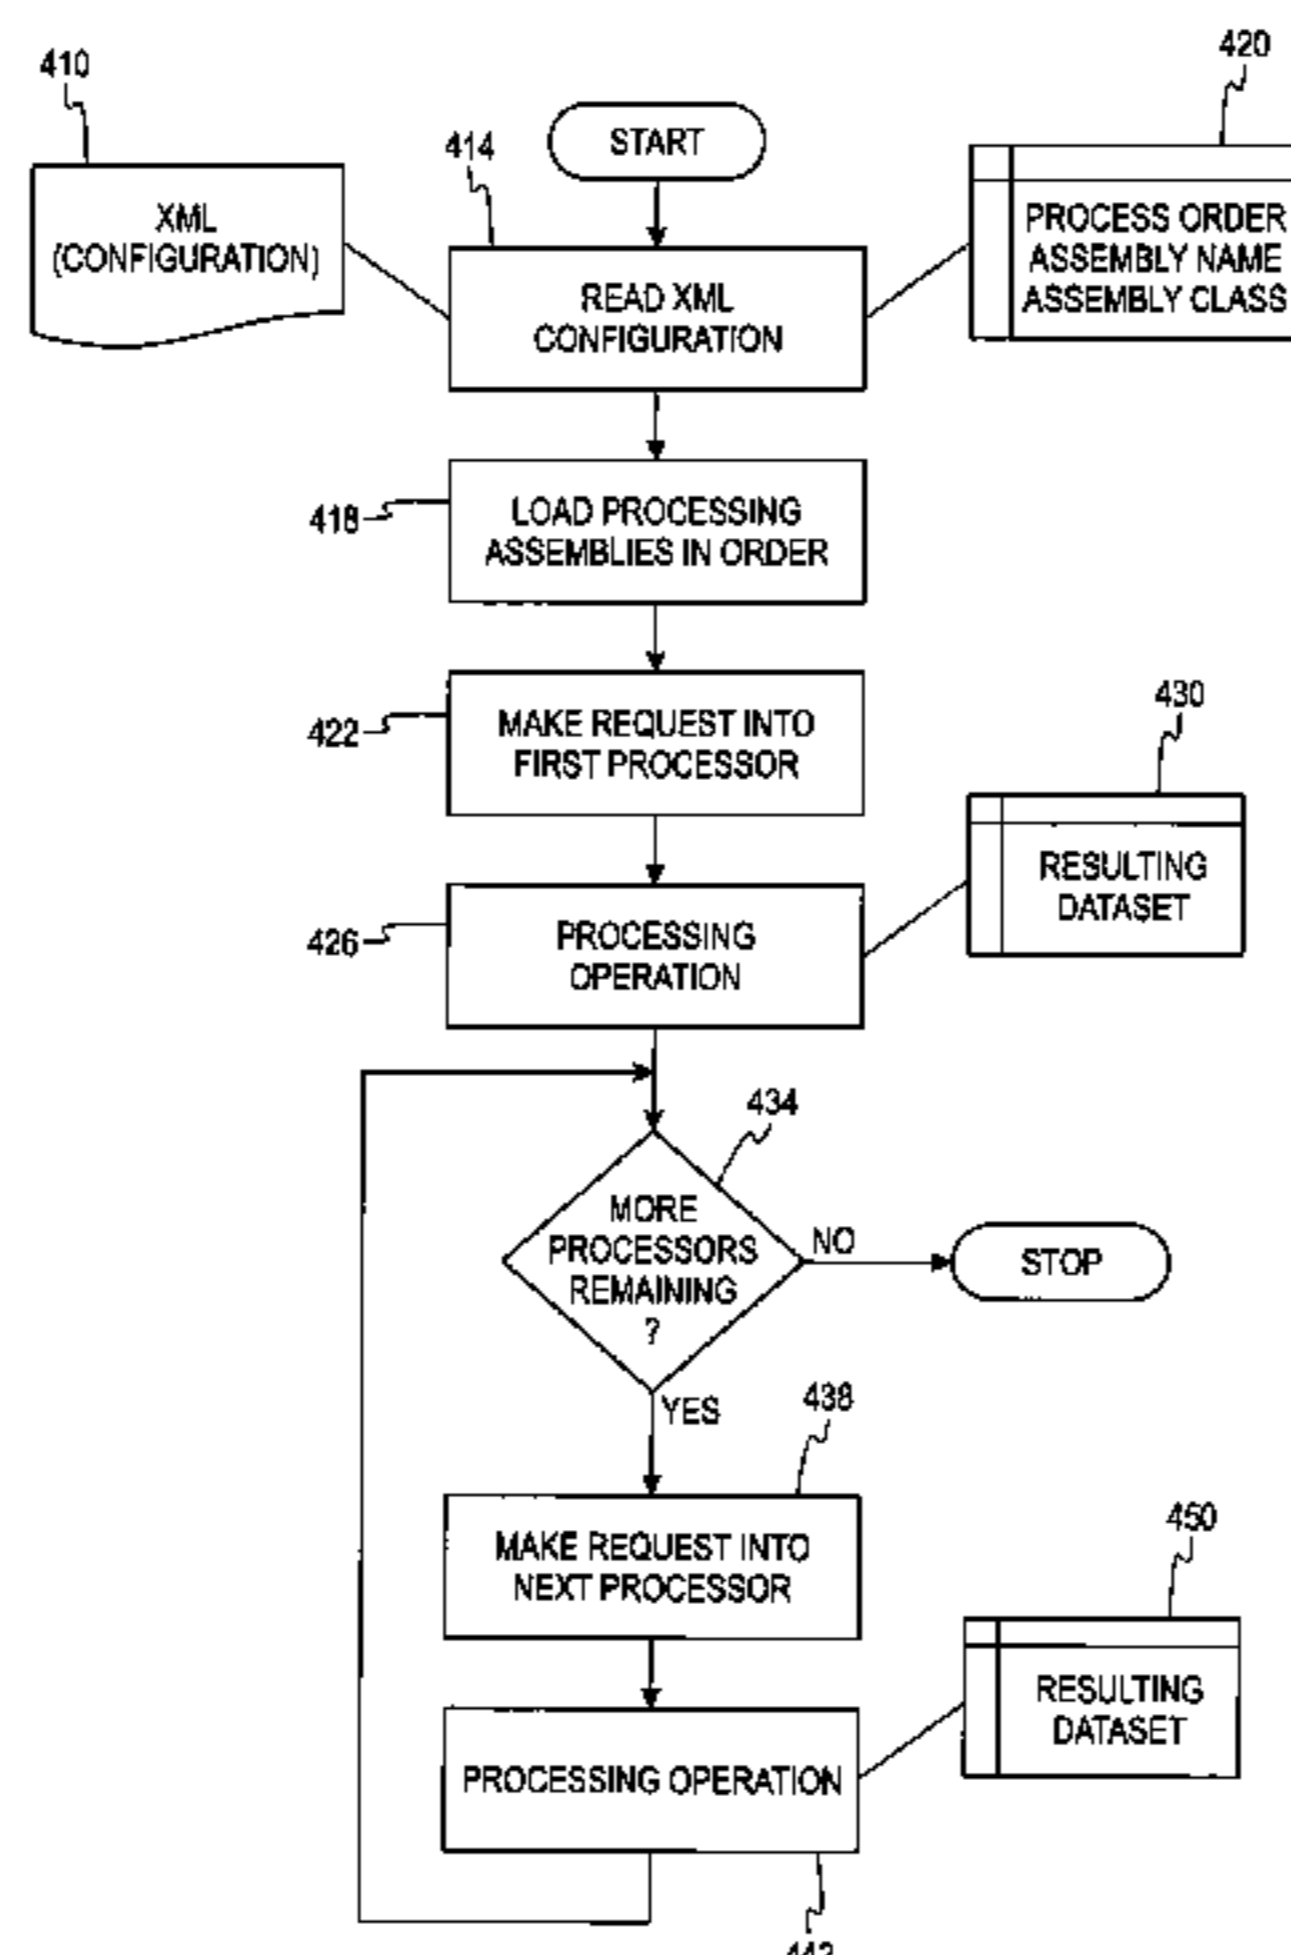 410
420
414
START
XML
(CONFIGURATION)
PROCESS ORDER
ASSEMBLY NAME
ASSEMBLY CLASS
READ XML
CONFIGURATION
418
LOAD PROCESSING
ASSEMBLIES IN ORDER
422
MAKE REQUEST INTO
FIRST PROCESSOR
430
RESULTING
DATASET
426
PROCESSING
OPERATION
434
MORE
PROCESSORS
REMAINING
?
NO
STOP
YES
438
MAKE REQUEST INTO
NEXT PROCESSOR
450
RESULTING
DATASET
PROCESSING OPERATION